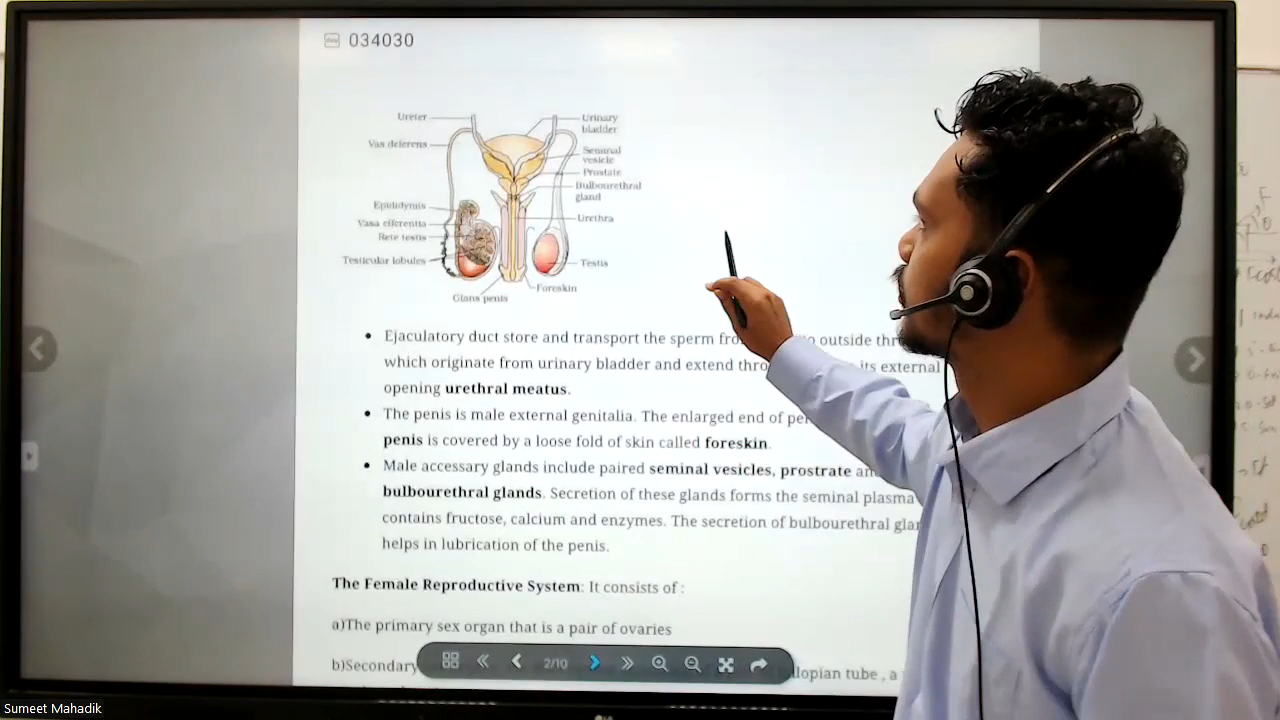 034030
Ureter
Urinary
bladder
Vas deferens
Seminal
vesicle
Prostate
Bulbourethral
gland
Epididymis
Vasa efferentia
Urethra
Rete testis
Testicular lobules
Testis
Foreskin
Glans penis
• Ejaculatory duct store and transport the sperm outside
which originate from urinary bladder and extend its external
opening urethral meatus.
• The penis is male external genitalia. The enlarged end of
penis is covered by a loose fold of skin called foreskin.
• Male accessary glands include paired seminal vesicles, prostrate
bulbourethral glands. Secretion of these glands forms the seminal plasma
contains fructose, calcium and enzymes. The secretion of bulbourethral
helps in lubrication of the penis.
The Female Reproductive System: It consists of :
a)The primary sex organ that is a pair of ovaries
b)Secondary tube , a
2/10
LG
Sumeet Mahadik